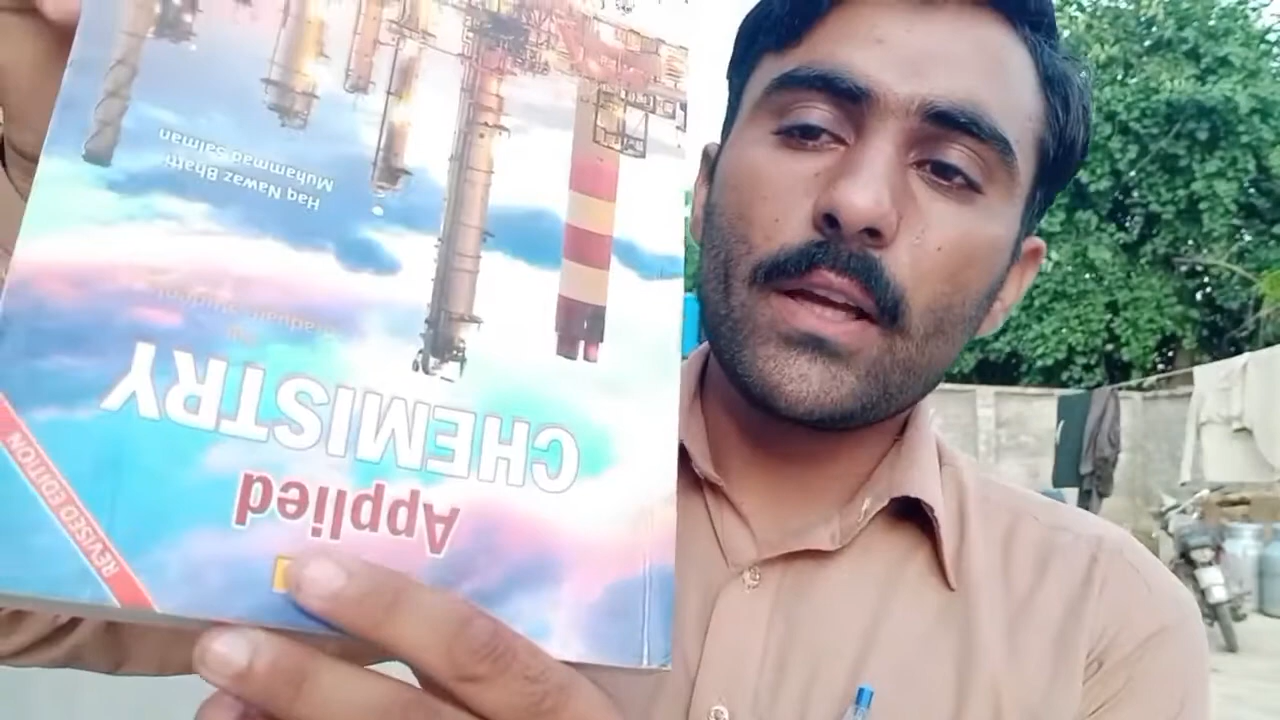 REVISED EDITION
Applied
CHEMISTRY
Haq Nawaz Bhatti
Muhammad Salman